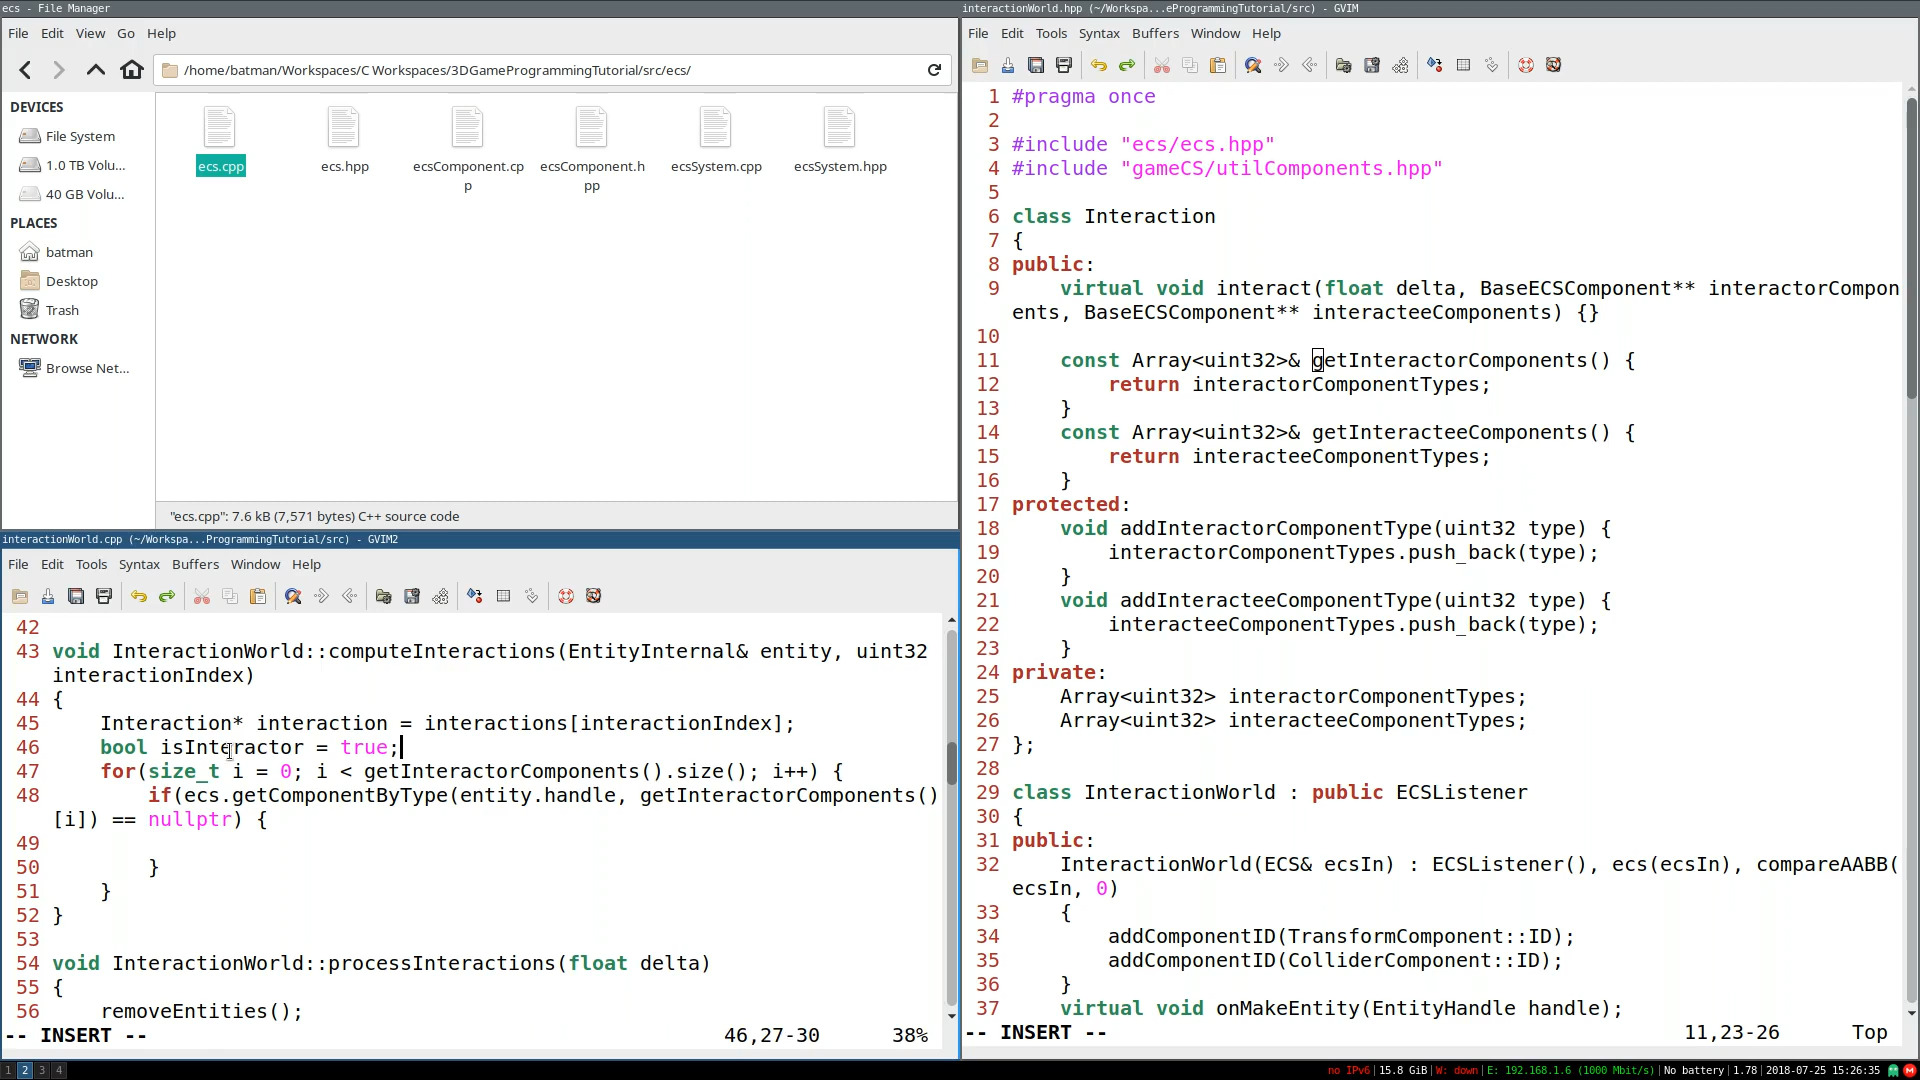 ecs - File Manager
File Edit View Go Help
/home/batman/Workspaces/C Workspaces/3DGameProgrammingTutorial/src/ecs/
DEVICES
File System
1.0 TB Volu...
40 GB Volu...
PLACES
batman
Desktop
Trash
NETWORK
Browse Net...
ecs.cpp
ecs.hpp
ecsComponent.cp
p
ecsComponent.h
pp
ecsSystem.cpp
ecsSystem.hpp
"ecs.cpp": 7.6 kB (7,571 bytes) C++ source code
interactionWorld.cpp (~/Workspa...ProgrammingTutorial/src) - GVIM2
File Edit Tools Syntax Buffers Window Help
42
43 void InteractionWorld::computeInteractions(EntityInternal& entity, uint32
interactionIndex)
44 {
45     Interaction* interaction = interactions[interactionIndex];
46     bool isInteractor = true;
47     for(size_t i = 0; i < getInteractorComponents().size(); i++) {
48         if(ecs.getComponentByType(entity.handle, getInteractorComponents()
[i]) == nullptr) {
49
50         }
51     }
52 }
53
54 void InteractionWorld::processInteractions(float delta)
55 {
56     removeEntities();
-- INSERT -- 46,27-30 38%
interactionWorld.hpp (~/Workspa...eProgrammingTutorial/src) - GVIM
File Edit Tools Syntax Buffers Window Help
1 #pragma once
2
3 #include "ecs/ecs.hpp"
4 #include "gameCS/utilComponents.hpp"
5
6 class Interaction
7 {
8 public:
9     virtual void interact(float delta, BaseECSComponent** interactorCompon
ents, BaseECSComponent** interacteeComponents) {}
10
11     const Array<uint32>& getInteractorComponents() {
12         return interactorComponentTypes;
13     }
14     const Array<uint32>& getInteracteeComponents() {
15         return interacteeComponentTypes;
16     }
17 protected:
18     void addInteractorComponentType(uint32 type) {
19         interactorComponentTypes.push_back(type);
20     }
21     void addInteracteeComponentType(uint32 type) {
22         interacteeComponentTypes.push_back(type);
23     }
24 private:
25     Array<uint32> interactorComponentTypes;
26     Array<uint32> interacteeComponentTypes;
27 };
28
29 class InteractionWorld : public ECSListener
30 {
31 public:
32     InteractionWorld(ECS& ecsIn) : ECSListener(), ecs(ecsIn), compareAABB(
ecsIn, 0)
33     {
34         addComponentID(TransformComponent::ID);
35         addComponentID(ColliderComponent::ID);
36     }
37     virtual void onMakeEntity(EntityHandle handle);
-- INSERT -- 11,23-26 Top
1 2 3 4
no IPv6|15.8 GiB|W: down|E: 192.168.1.6 (1000 Mbit/s)|No battery|1.78|2018-07-25 15:26:35